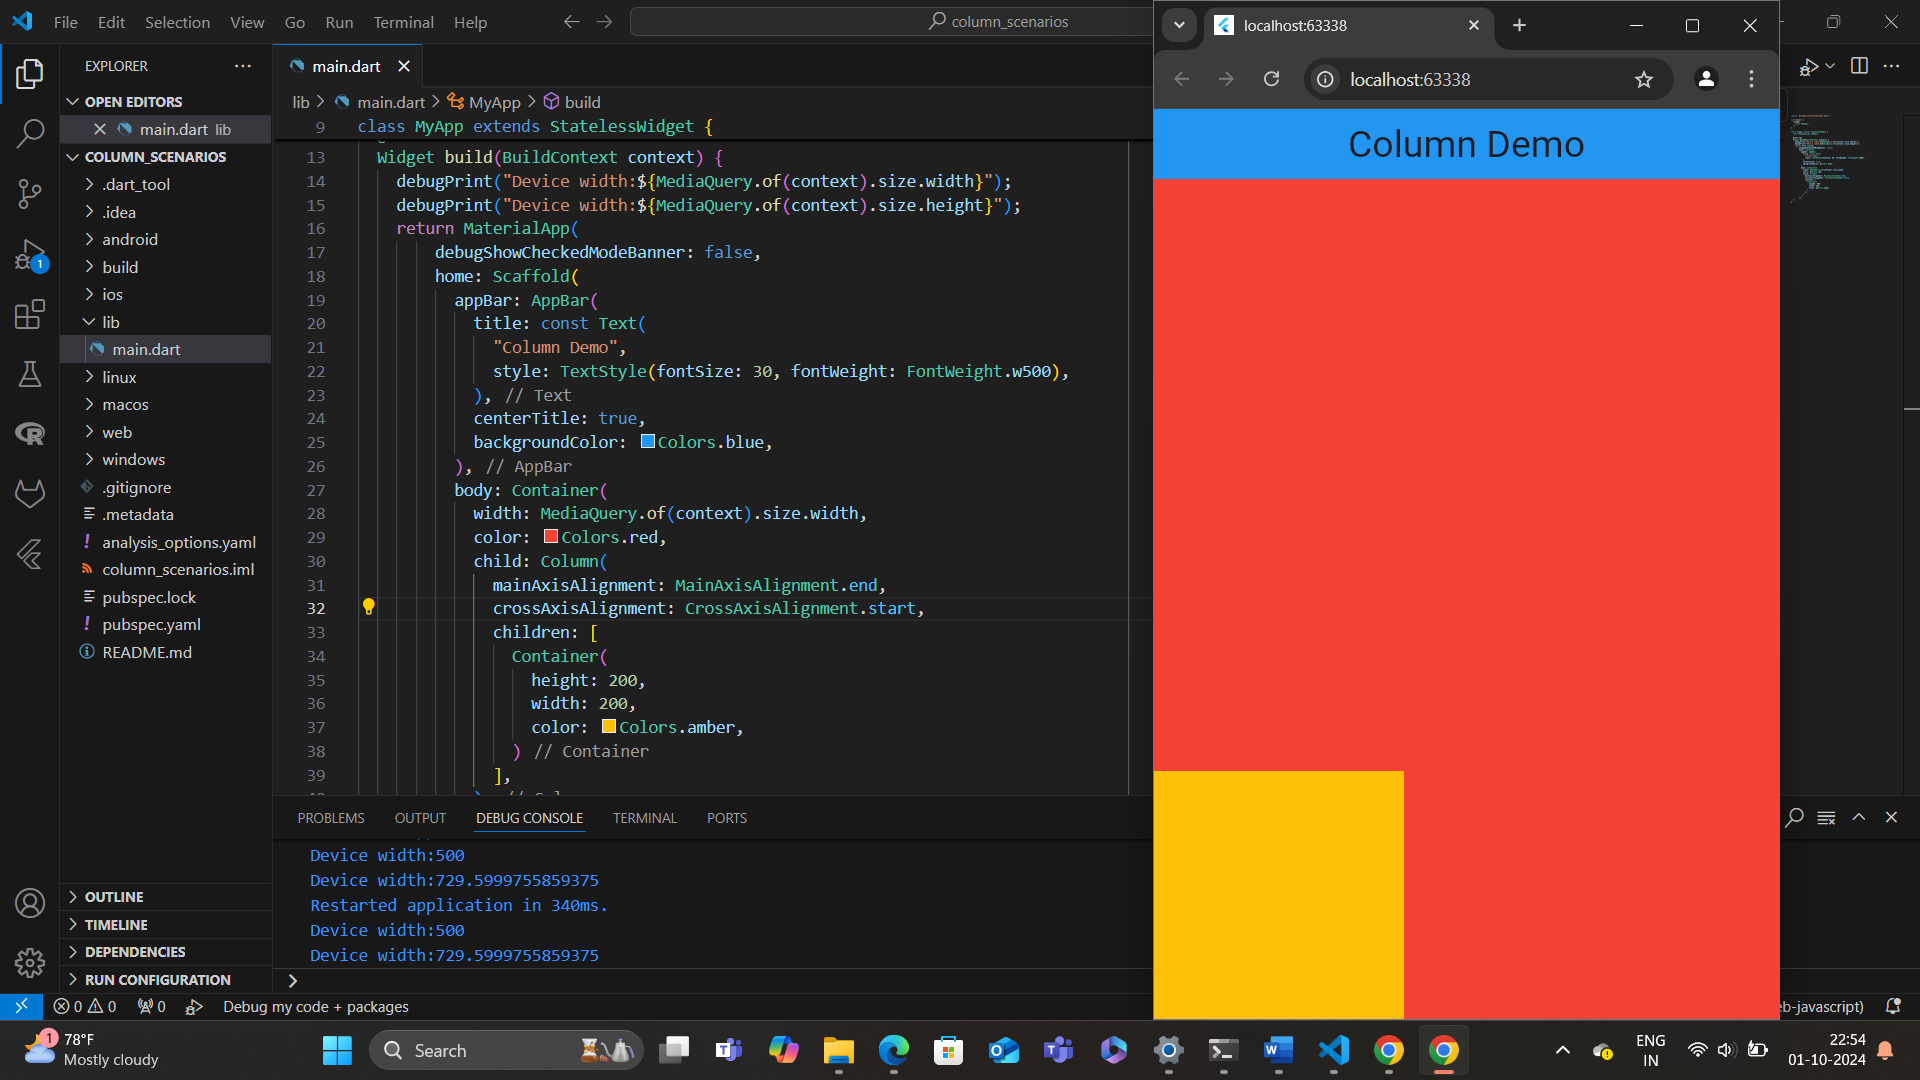 File Edit Selection View Go Run Terminal Help
column_scenarios
EXPLORER
OPEN EDITORS
main.dart lib
COLUMN_SCENARIOS
.dart_tool
.idea
android
build
ios
lib
main.dart
linux
macos
web
windows
.gitignore
.metadata
analysis_options.yaml
column_scenarios.iml
pubspec.lock
pubspec.yaml
README.md
OUTLINE
TIMELINE
DEPENDENCIES
RUN CONFIGURATION
1
main.dart
lib > main.dart > MyApp > build
9 class MyApp extends StatelessWidget {
13 Widget build(BuildContext context) {
14 debugPrint("Device width:${MediaQuery.of(context).size.width}");
15 debugPrint("Device width:${MediaQuery.of(context).size.height}");
16 return MaterialApp(
17 debugShowCheckedModeBanner: false,
18 home: Scaffold(
19 appBar: AppBar(
20 title: const Text(
21 "Column Demo",
22 style: TextStyle(fontSize: 30, fontWeight: FontWeight.w500),
23 ), // Text
24 centerTitle: true,
25 backgroundColor: Colors.blue,
26 ), // AppBar
27 body: Container(
28 width: MediaQuery.of(context).size.width,
29 color: Colors.red,
30 child: Column(
31 mainAxisAlignment: MainAxisAlignment.end,
32 crossAxisAlignment: CrossAxisAlignment.start,
33 children: [
34 Container(
35 height: 200,
36 width: 200,
37 color: Colors.amber,
38 ) // Container
39 ],
PROBLEMS OUTPUT DEBUG CONSOLE TERMINAL PORTS
Device width:500
Device width:729.5999755859375
Restarted application in 340ms.
Device width:500
Device width:729.5999755859375
0 0 0 Debug my code + packages
localhost:63338
localhost:63338
Column Demo
b-javascript)
1
78°F
Mostly cloudy
Search
ENG
IN
22:54
01-10-2024